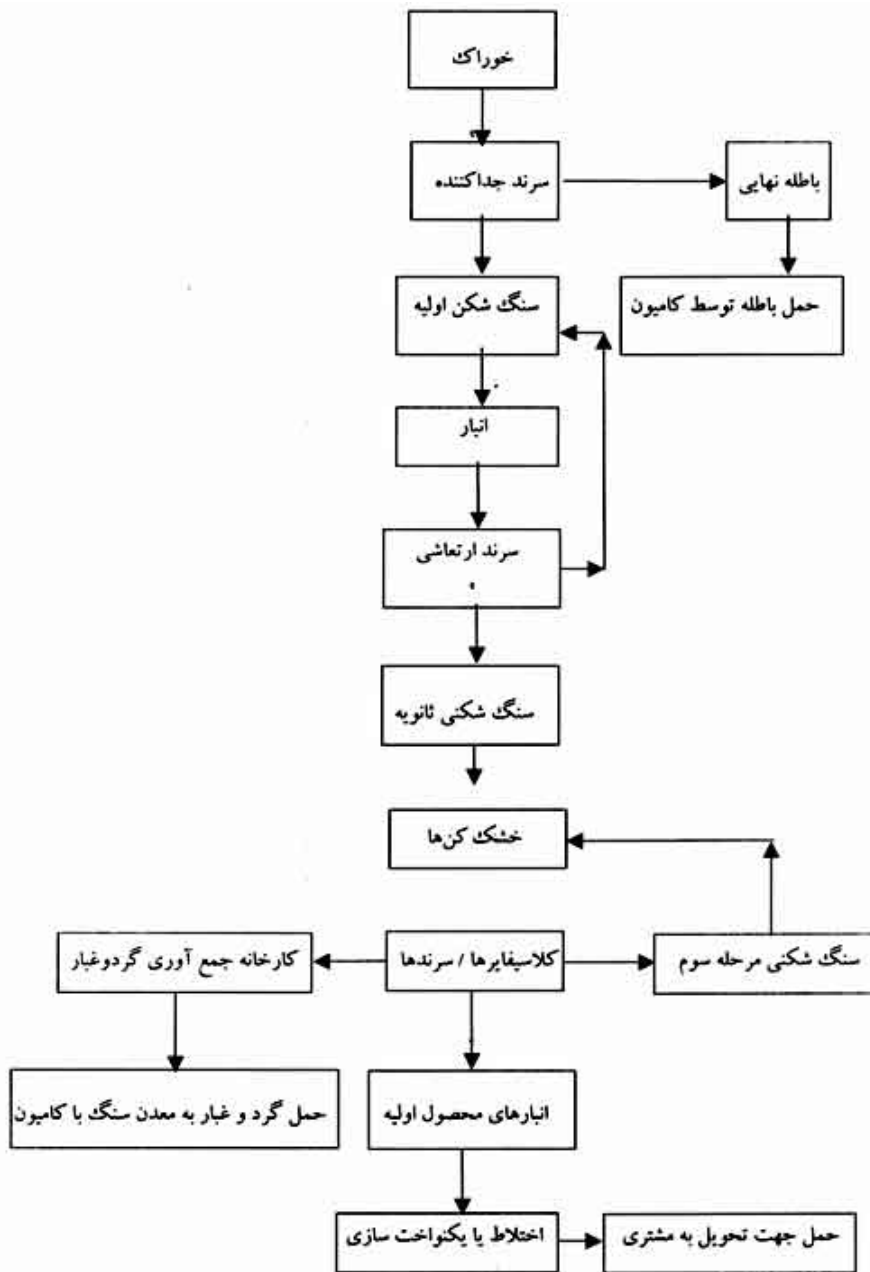 خوراک
سرند جداکننده
باطله نهایی
سنگ شکن اولیه
حمل باطله توسط کامیون
انبار
سرند ارتعاشی
سنگ شکنی ثانویه
خشک کن‌ها
کارخانه جمع آوری گردوغبار
کلاسیفایرها / سرندها
سنگ شکنی مرحله سوم
حمل گرد و غبار به معدن سنگ با کامیون
انبارهای محصول اولیه
اختلاط یا یکنواخت سازی
حمل جهت تحویل به مشتری